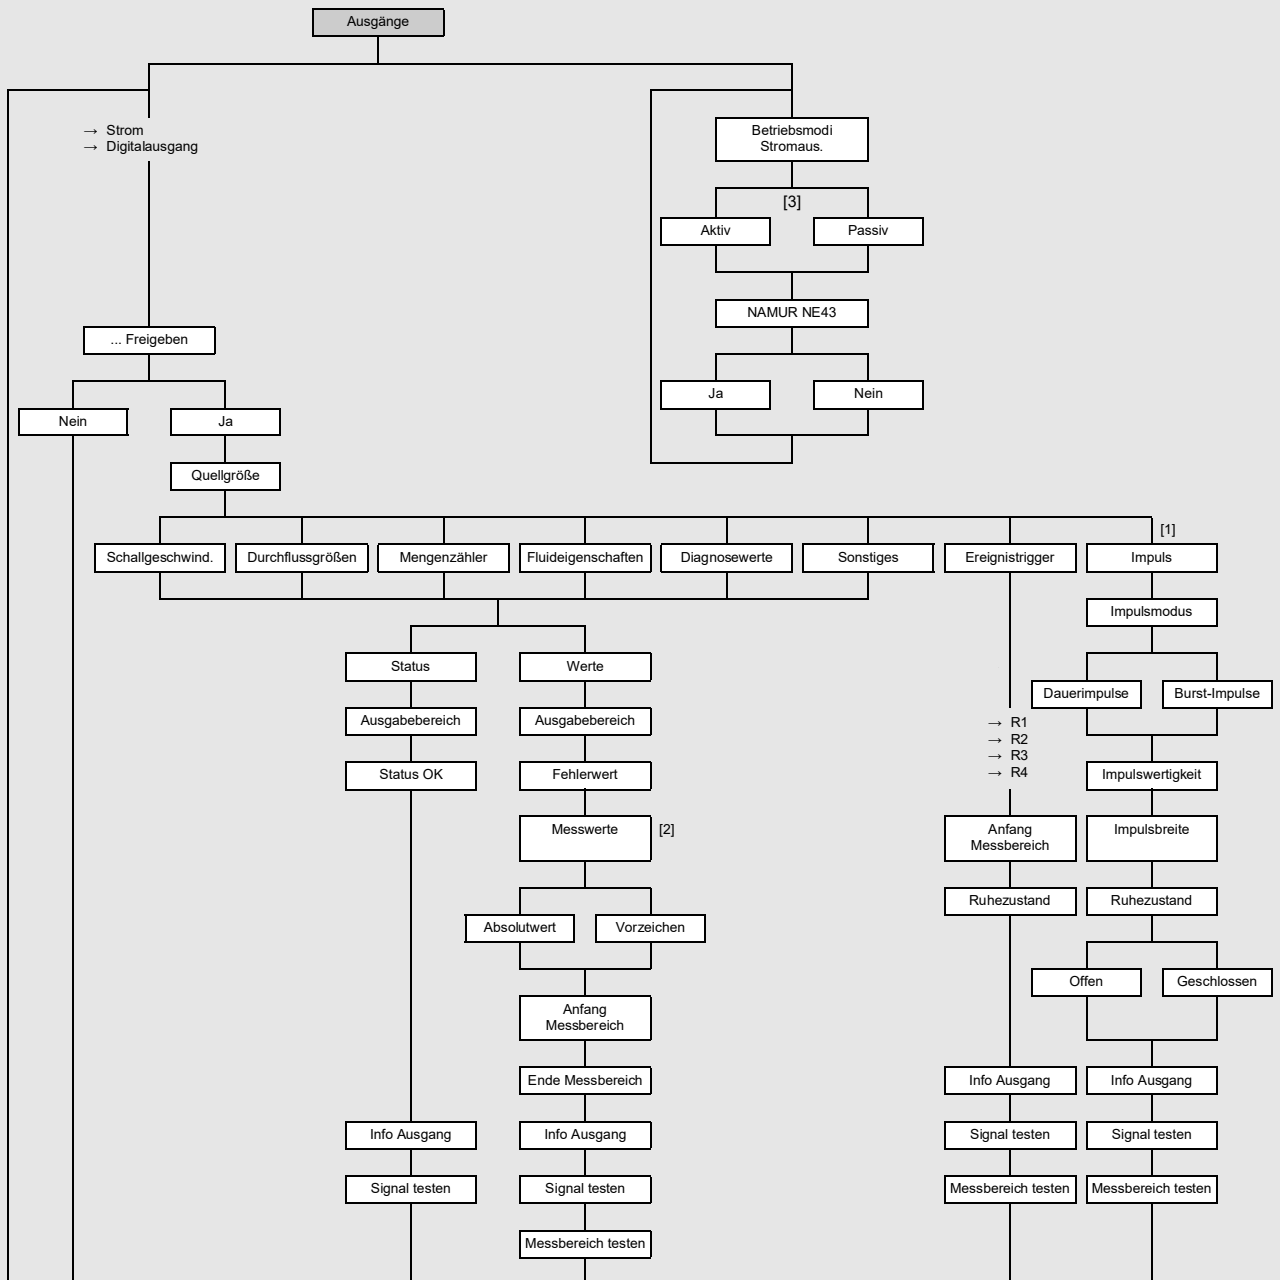 Ausgänge
→ Strom
→ Digitalausgang
Betriebsmodi
Stromaus.
[3]
Aktiv
Passiv
NAMUR NE43
... Freigeben
Ja
Nein
Nein
Ja
Quellgröße
[1]
Schallgeschwind.
Durchflussgrößen
Mengenzähler
Fluideigenschaften
Diagnosewerte
Sonstiges
Ereignistrigger
Impuls
Impulsmodus
Status
Werte
Dauerimpulse
Burst-Impulse
Ausgabebereich
Ausgabebereich
→ R1
→ R2
→ R3
→ R4
Status OK
Fehlerwert
Impulswertigkeit
Messwerte
[2]
Anfang
Messbereich
Impulsbreite
Ruhezustand
Ruhezustand
Absolutwert
Vorzeichen
Offen
Geschlossen
Anfang
Messbereich
Ende Messbereich
Info Ausgang
Info Ausgang
Info Ausgang
Info Ausgang
Signal testen
Signal testen
Signal testen
Signal testen
Messbereich testen
Messbereich testen
Messbereich testen